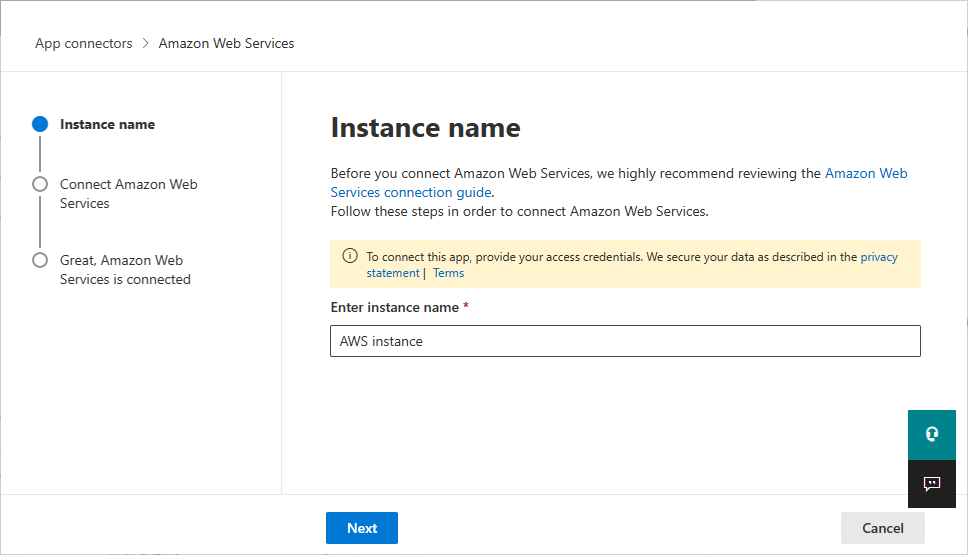 App connectors > Amazon Web Services
Instance name
Connect Amazon Web
Services
Great, Amazon Web
Services is connected
Instance name
Before you connect Amazon Web Services, we highly recommend reviewing the Amazon Web
Services connection guide.
Follow these steps in order to connect Amazon Web Services.
To connect this app, provide your access credentials. We secure your data as described in the privacy
statement | Terms
Enter instance name *
AWS instance
Next
Cancel